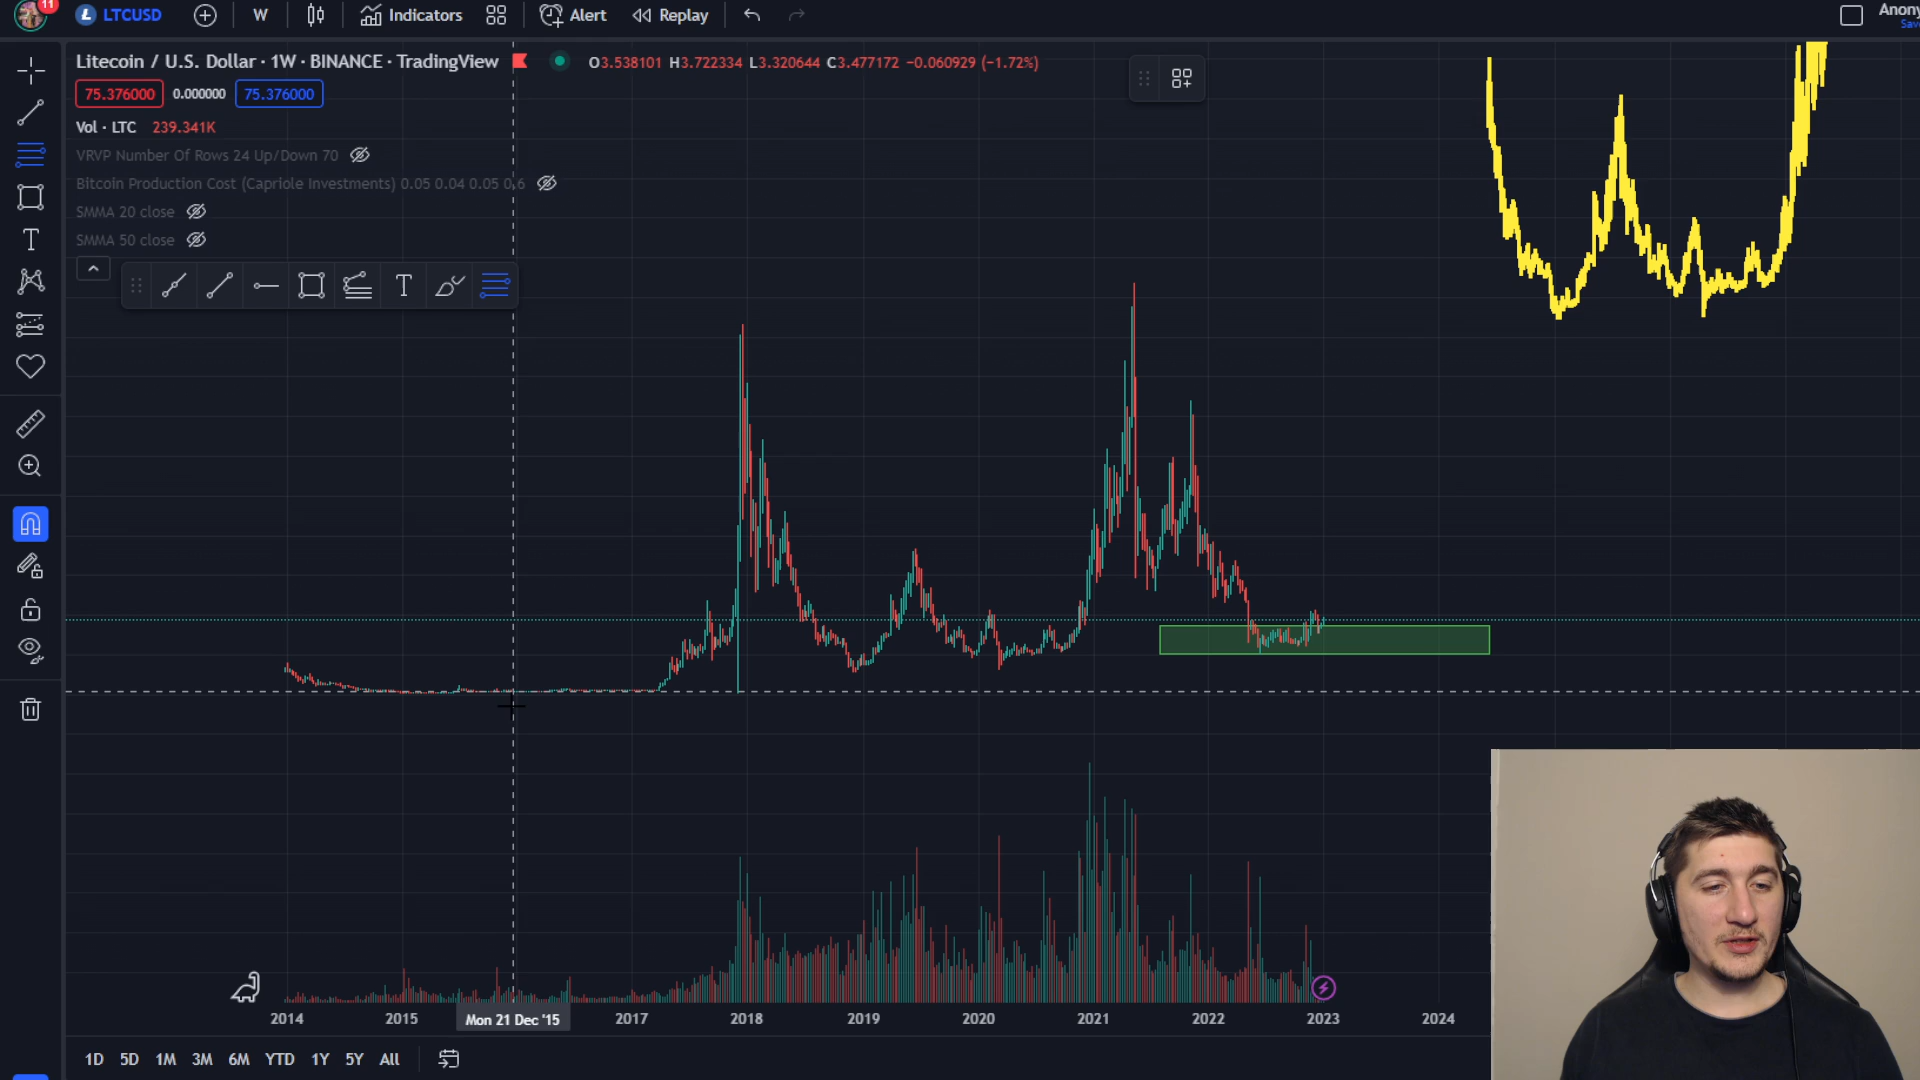 11
LTCUSD W Indicators Alert Replay Anony
Sav
Litecoin / U.S. Dollar · 1W · BINANCE · TradingView O3.538101 H3.722334 L3.320644 C3.477172 −0.060929 (−1.72%)
75.376000 0.000000 75.376000
Vol · LTC 239.341K
VRVP Number Of Rows 24 Up/Down 70
Bitcoin Production Cost (Capriole Investments) 0.05 0.04 0.05 0.6
SMMA 20 close
SMMA 50 close
2014 2015 Mon 21 Dec '15 2017 2018 2019 2020 2021 2022 2023 2024
1D 5D 1M 3M 6M YTD 1Y 5Y All